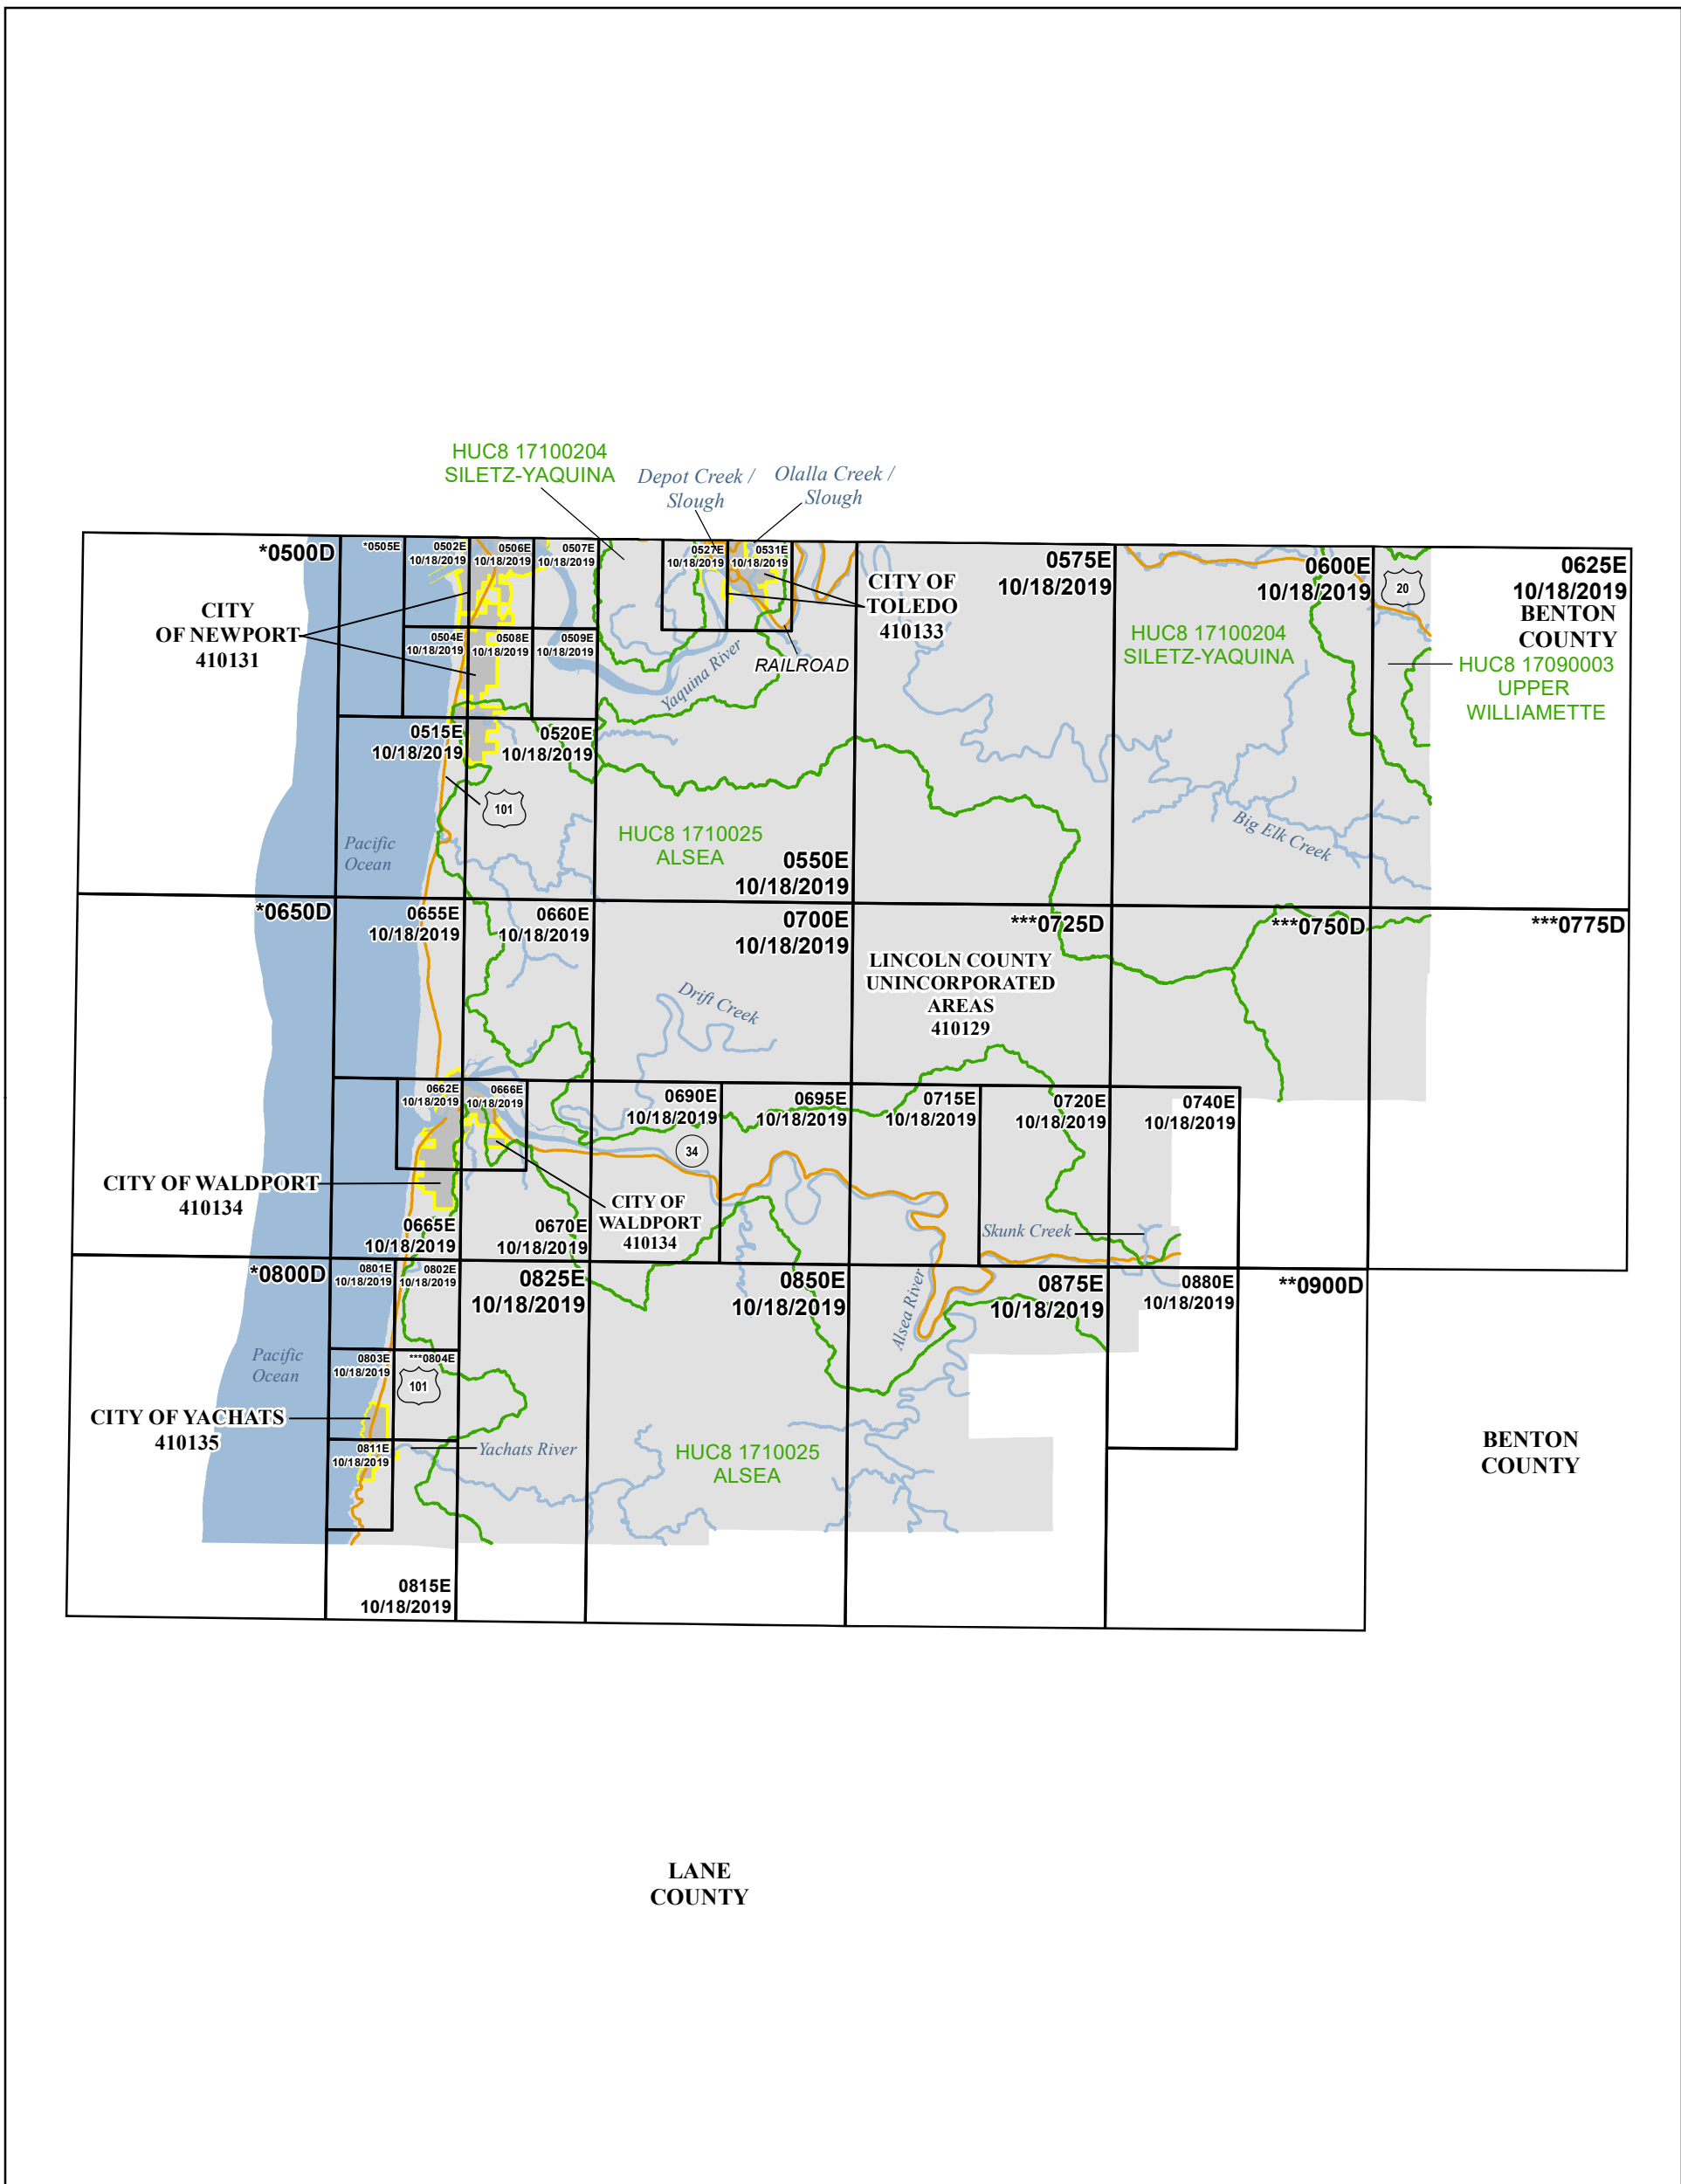 HUC8 17100204
SILETZ-YAQUINA
Depot Creek /
Slough
Olalla Creek /
Slough
*0500D
*0505E
0502E
10/18/2019
0506E
10/18/2019
0507E
10/18/2019
0527E
10/18/2019
0531E
10/18/2019
0575E
10/18/2019
0600E
10/18/2019
20
0625E
10/18/2019
BENTON
COUNTY
CITY
OF NEWPORT
410131
CITY OF
TOLEDO
410133
HUC8 17100204
SILETZ-YAQUINA
HUC8 17090003
UPPER
WILLIAMETTE
0504E
10/18/2019
0508E
10/18/2019
0509E
10/18/2019
RAILROAD
Yaquina River
0515E
10/18/2019
0520E
10/18/2019
101
Pacific
Ocean
HUC8 1710025
ALSEA
0550E
10/18/2019
Big Elk Creek
*0650D
0655E
10/18/2019
0660E
10/18/2019
0700E
10/18/2019
***0725D
***0750D
***0775D
LINCOLN COUNTY
UNINCORPORATED
AREAS
410129
Drift Creek
0662E
10/18/2019
0666E
10/18/2019
0690E
10/18/2019
34
0695E
10/18/2019
0715E
10/18/2019
0720E
10/18/2019
0740E
10/18/2019
CITY OF WALDPORT
410134
CITY OF
WALDPORT
410134
0665E
10/18/2019
0670E
10/18/2019
Skunk Creek
*0800D
0801E
10/18/2019
0802E
10/18/2019
0825E
10/18/2019
0850E
10/18/2019
Alsea River
0875E
10/18/2019
0880E
10/18/2019
**0900D
Pacific
Ocean
0803E
10/18/2019
***0804E
101
CITY OF YACHATS
410135
0811E
10/18/2019
Yachats River
HUC8 1710025
ALSEA
BENTON
COUNTY
0815E
10/18/2019
LANE
COUNTY